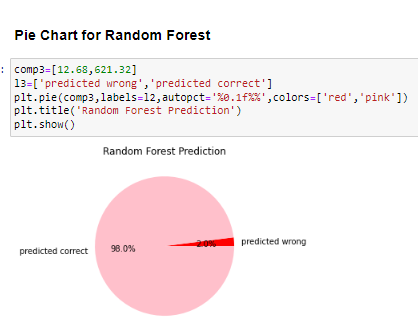 Pie Chart for Random Forest
: comp3=[12.68,621.32]
l3=['predicted wrong','predicted correct']
plt.pie(comp3,labels=l2,autopct='%0.1f%%',colors=['red','pink'])
plt.title('Random Forest Prediction')
plt.show()
Random Forest Prediction
predicted correct 98.0% 2.0% predicted wrong